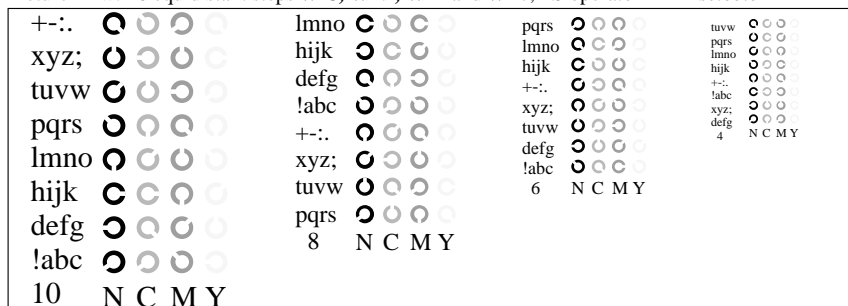 +-:.
xyz;
tuvw
pqrs
lmno
hijk
defg
!abc
10 N C M Y
lmno
hijk
defg
!abc
+-:.
xyz;
tuvw
pqrs
8 N C M Y
pqrs
lmno
hijk
+-:.
xyz;
tuvw
defg
!abc
6 N C M Y
tuvw
pqrs
lmno
hijk
+-:.
!abc
xyz;
defg
4 N C M Y